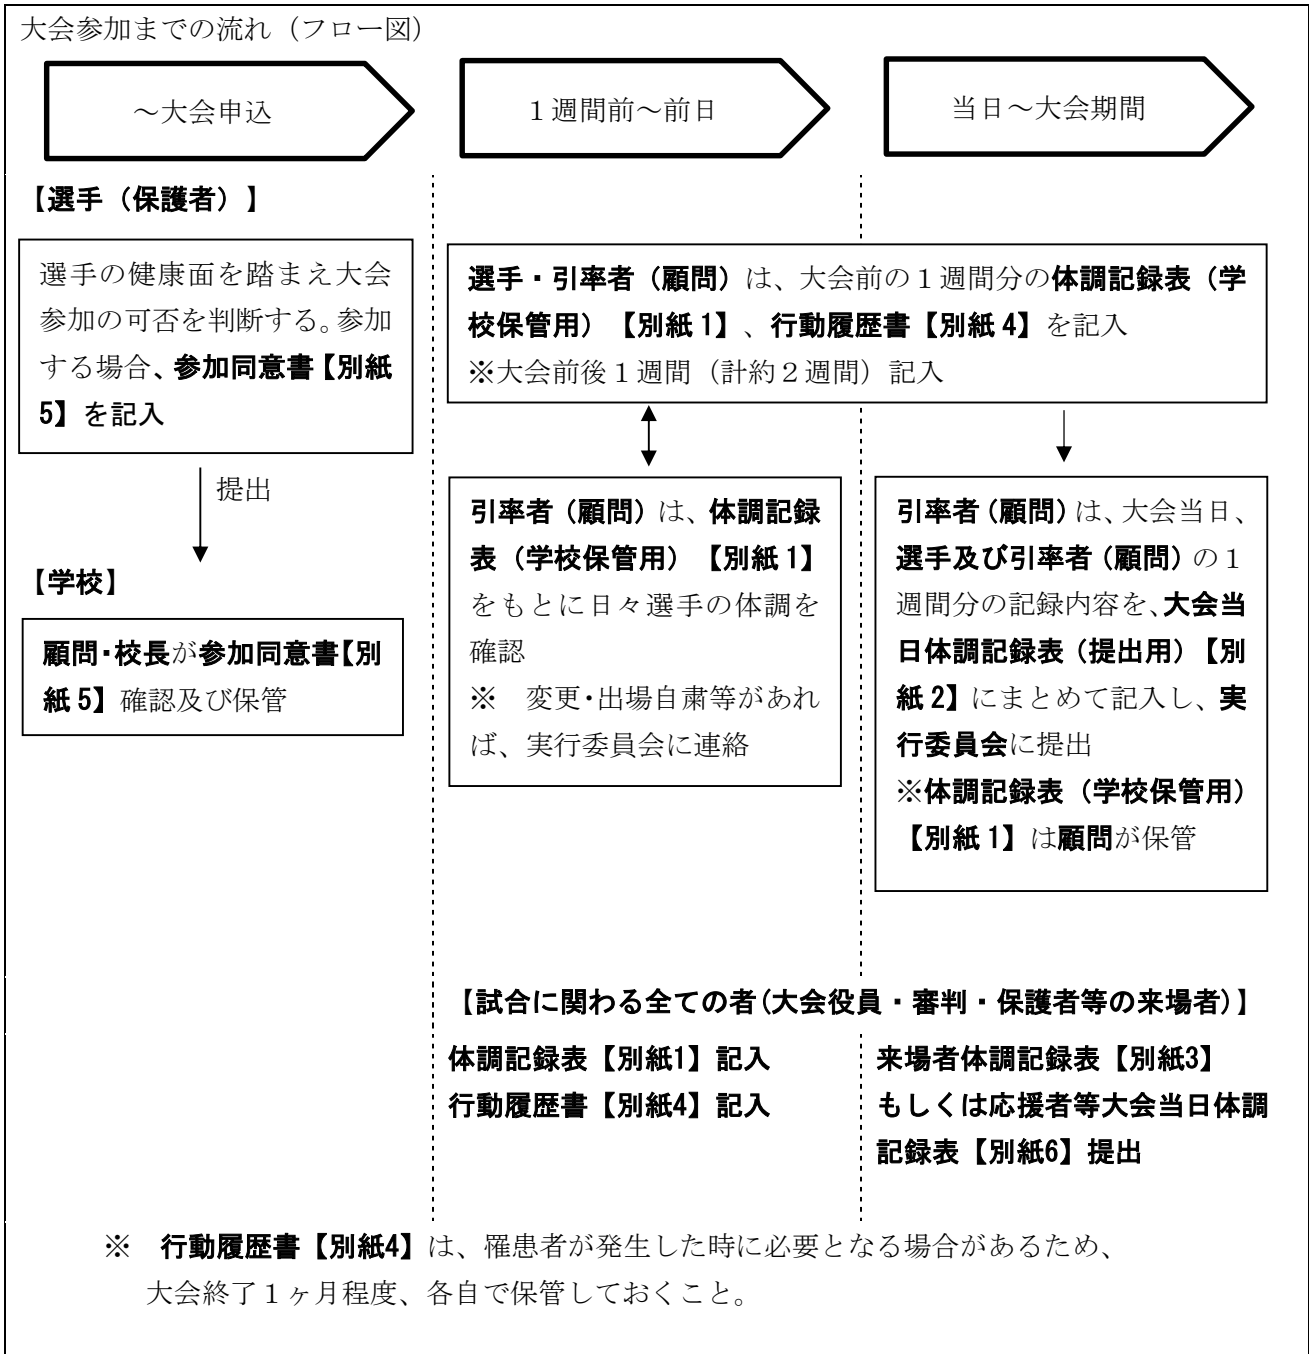 大会参加までの流れ（フロー図）
～大会申込
１週間前～前日
当日～大会期間
【選手（保護者）】
選手の健康面を踏まえ大会
参加の可否を判断する。参加
する場合、参加同意書【別紙
5】を記入
提出
【学校】
顧問・校長が参加同意書【別
紙 5】確認及び保管
選手・引率者（顧問）は、大会前の１週間分の体調記録表（学
校保管用）【別紙 1】、行動履歴書【別紙 4】を記入
※大会前後１週間（計約２週間）記入
引率者（顧問）は、体調記録
表（学校保管用）【別紙 1】
をもとに日々選手の体調を
確認
※　変更・出場自粛等があれ
ば、実行委員会に連絡
引率者（顧問）は、大会当日、
選手及び引率者（顧問）の１
週間分の記録内容を、大会当
日体調記録表（提出用）【別
紙 2】にまとめて記入し、実
行委員会に提出
※体調記録表（学校保管用）
【別紙 1】は顧問が保管
【試合に関わる全ての者(大会役員・審判・保護者等の来場者)】
体調記録表【別紙1】記入
行動履歴書【別紙4】記入
来場者体調記録表【別紙3】
もしくは応援者等大会当日体調
記録表【別紙6】提出
※　行動履歴書【別紙4】は、罹患者が発生した時に必要となる場合があるため、
大会終了１ヶ月程度、各自で保管しておくこと。